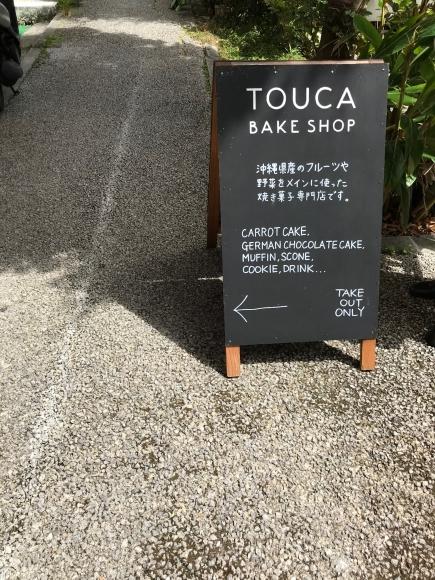 TOUCA
BAKE SHOP
沖縄県産のフルーツや
野菜をメインに使った
焼き菓子専門店です。
CARROT CAKE,
GERMAN CHOCOLATE CAKE,
MUFFIN, SCONE,
COOKIE, DRINK...
TAKE
OUT
ONLY